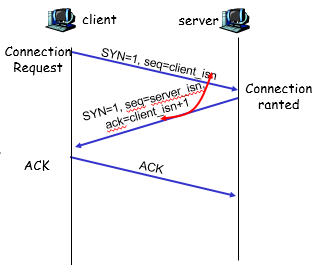 client
server
Connection
Request
SYN=1, seq=client_isn
Connection
ranted
SYN=1, seq=server_isn,
ack=client_isn+1
ACK
ACK